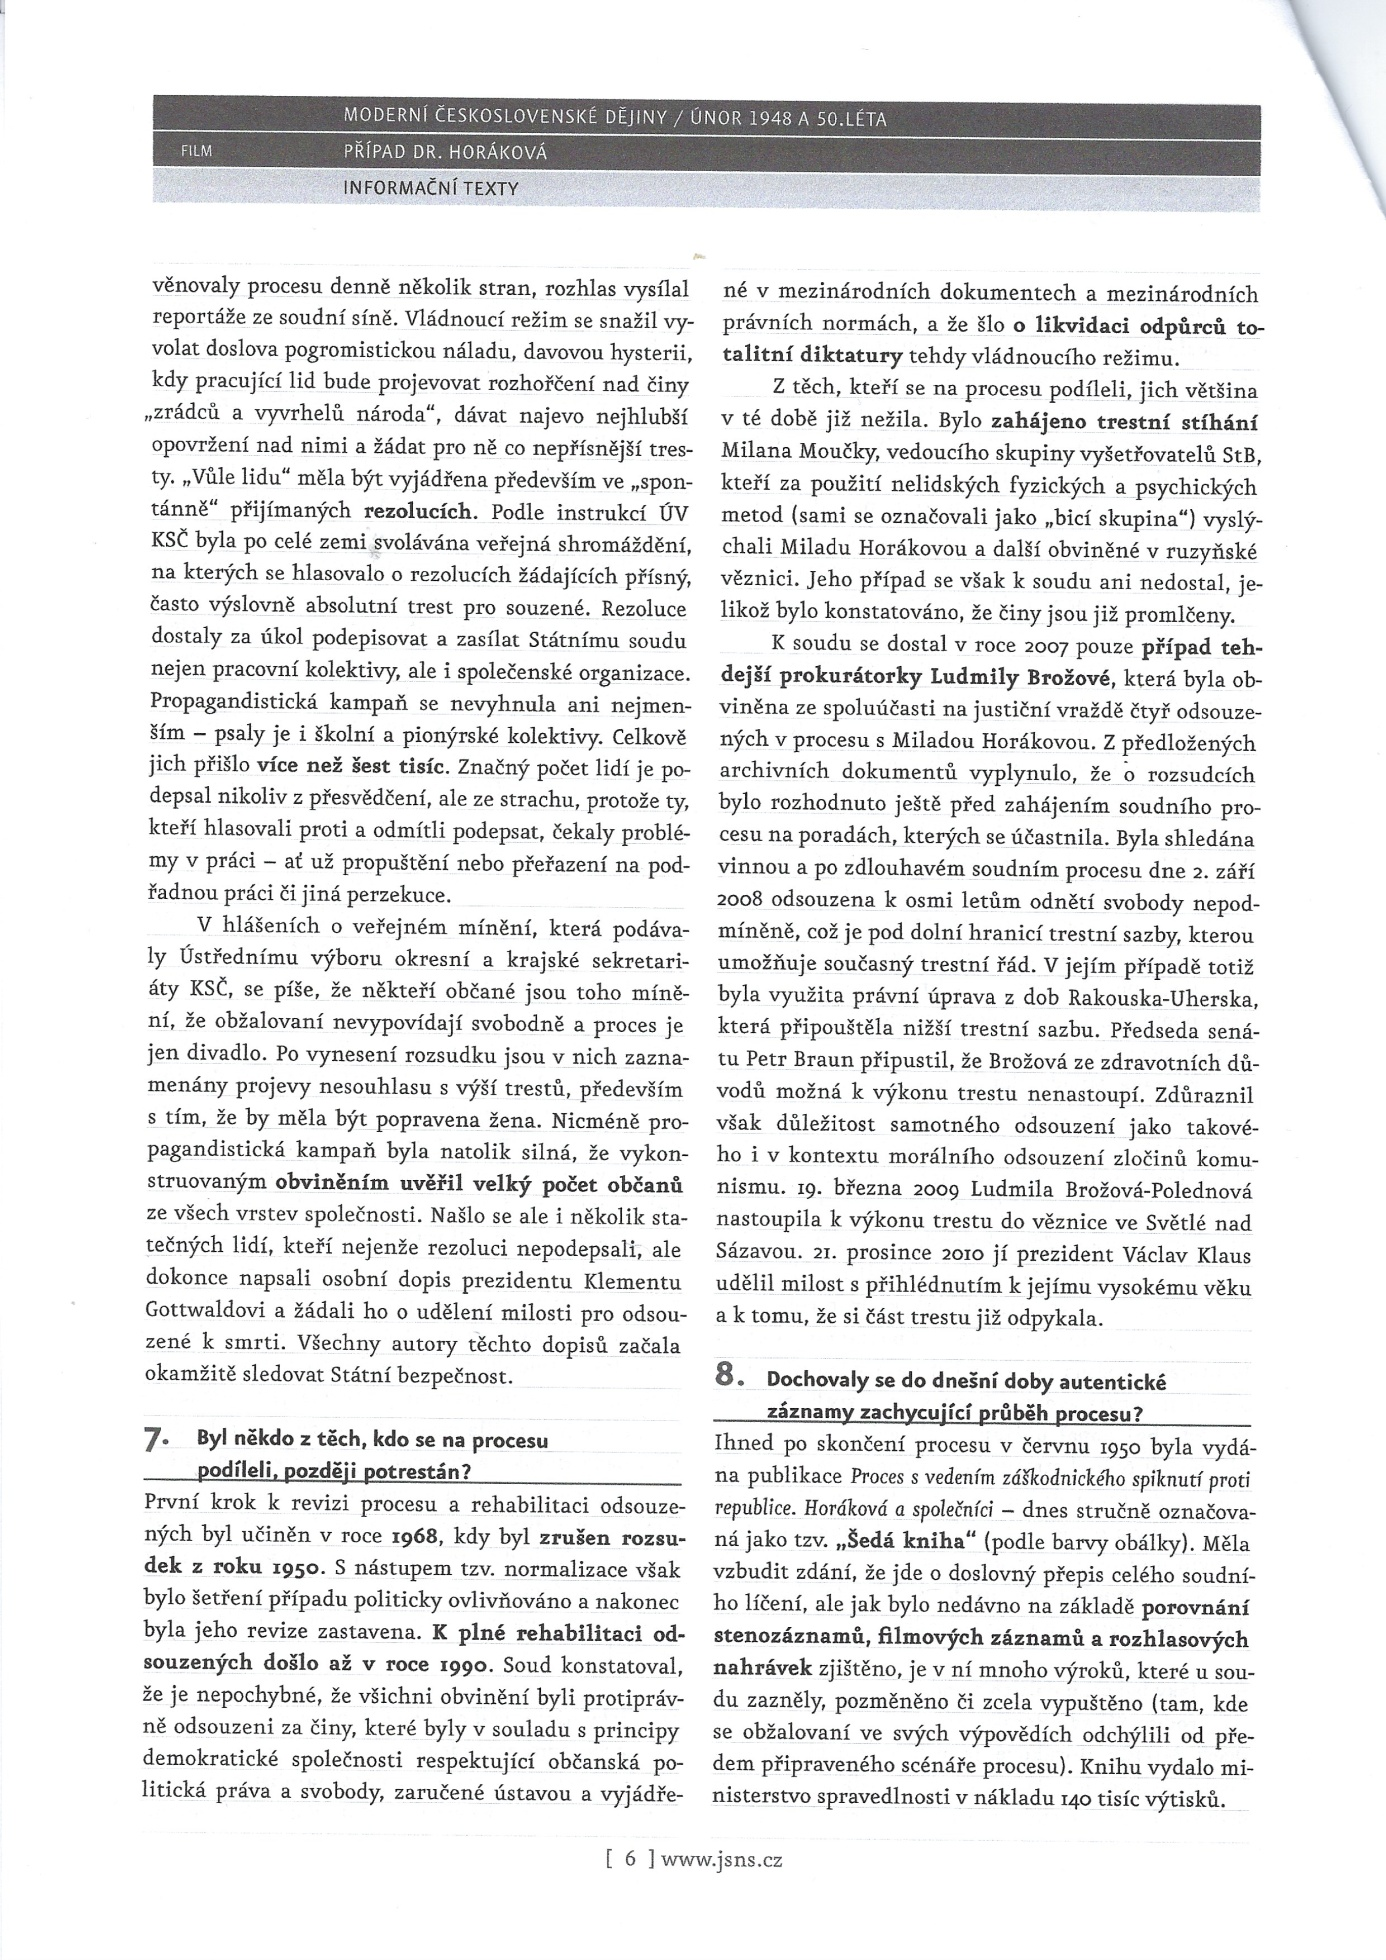 MODERNÍ ČESKOSLOVENSKÉ DĚJINY / ÚNOR 1948 A 50.LÉTA
FILM PŘÍPAD DR. HORÁKOVÁ
INFORMAČNÍ TEXTY
věnovaly procesu denně několik stran, rozhlas vysílal
reportáže ze soudní síně. Vládnoucí režim se snažil vy-
volat doslova pogromistickou náladu, davovou hysterii,
kdy pracující lid bude projevovat rozhořčení nad činy
„zrádců a vyvrhelů národa“, dávat najevo nejhlubší
opovržení nad nimi a žádat pro ně co nepřísnější tres-
ty. „Vůle lidu“ měla být vyjádřena především ve „spon-
tánně“ přijímaných rezolucích. Podle instrukcí ÚV
KSČ byla po celé zemi svolávána veřejná shromáždění,
na kterých se hlasovalo o rezolucích žádajících přísný,
často výslovně absolutní trest pro souzené. Rezoluce
dostaly za úkol podepisovat a zasílat Státnímu soudu
nejen pracovní kolektivy, ale i společenské organizace.
Propagandistická kampaň se nevyhnula ani nejmen-
ším – psaly je i školní a pionýrské kolektivy. Celkově
jich přišlo více než šest tisíc. Značný počet lidí je po-
depsal nikoliv z přesvědčení, ale ze strachu, protože ty,
kteří hlasovali proti a odmítli podepsat, čekaly problé-
my v práci – ať už propuštění nebo přeřazení na pod-
řadnou práci či jiná perzekuce.
V hlášeních o veřejném mínění, která podáva-
ly Ústřednímu výboru okresní a krajské sekretari-
áty KSČ, se píše, že někteří občané jsou toho míně-
ní, že obžalovaní nevypovídají svobodně a proces je
jen divadlo. Po vynesení rozsudku jsou v nich zazna-
menány projevy nesouhlasu s výší trestů, především
s tím, že by měla být popravena žena. Nicméně pro-
pagandistická kampaň byla natolik silná, že vykon-
struovaným obviněním uvěřil velký počet občanů
ze všech vrstev společnosti. Našlo se ale i několik sta-
tečných lidí, kteří nejenže rezoluci nepodepsali, ale
dokonce napsali osobní dopis prezidentu Klementu
Gottwaldovi a žádali ho o udělení milosti pro odsou-
zené k smrti. Všechny autory těchto dopisů začala
okamžitě sledovat Státní bezpečnost.
7. Byl někdo z těch, kdo se na procesu
podíleli, později potrestán?
První krok k revizi procesu a rehabilitaci odsouze-
ných byl učiněn v roce 1968, kdy byl zrušen rozsu-
dek z roku 1950. S nástupem tzv. normalizace však
bylo šetření případu politicky ovlivňováno a nakonec
byla jeho revize zastavena. K plné rehabilitaci od-
souzených došlo až v roce 1990. Soud konstatoval,
že je nepochybné, že všichni obvinění byli protipráv-
ně odsouzeni za činy, které byly v souladu s principy
demokratické společnosti respektující občanská po-
litická práva a svobody, zaručené ústavou a vyjádře-
né v mezinárodních dokumentech a mezinárodních
právních normách, a že šlo o likvidaci odpůrců to-
talitní diktatury tehdy vládnoucího režimu.
Z těch, kteří se na procesu podíleli, jich většina
v té době již nežila. Bylo zahájeno trestní stíhání
Milana Moučky, vedoucího skupiny vyšetřovatelů StB,
kteří za použití nelidských fyzických a psychických
metod (sami se označovali jako „bicí skupina“) vyslý-
chali Miladu Horákovou a další obviněné v ruzyňské
věznici. Jeho případ se však k soudu ani nedostal, je-
likož bylo konstatováno, že činy jsou již promlčeny.
K soudu se dostal v roce 2007 pouze případ teh-
dejší prokurátorky Ludmily Brožové, která byla ob-
viněna ze spoluúčasti na justiční vraždě čtyř odsouze-
ných v procesu s Miladou Horákovou. Z předložených
archivních dokumentů vyplynulo, že o rozsudcích
bylo rozhodnuto ještě před zahájením soudního pro-
cesu na poradách, kterých se účastnila. Byla shledána
vinnou a po zdlouhavém soudním procesu dne 2. září
2008 odsouzena k osmi letům odnětí svobody nepod-
míněně, což je pod dolní hranicí trestní sazby, kterou
umožňuje současný trestní řád. V jejím případě totiž
byla využita právní úprava z dob Rakouska-Uherska,
která připouštěla nižší trestní sazbu. Předseda sená-
tu Petr Braun připustil, že Brožová ze zdravotních dů-
vodů možná k výkonu trestu nenastoupí. Zdůraznil
však důležitost samotného odsouzení jako takové-
ho i v kontextu morálního odsouzení zločinů komu-
nismu. 19. března 2009 Ludmila Brožová-Polednová
nastoupila k výkonu trestu do věznice ve Světlé nad
Sázavou. 21. prosince 2010 jí prezident Václav Klaus
udělil milost s přihlédnutím k jejímu vysokému věku
a k tomu, že si část trestu již odpykala.
8. Dochovaly se do dnešní doby autentické
záznamy zachycující průběh procesu?
Ihned po skončení procesu v červnu 1950 byla vydá-
na publikace Proces s vedením záškodnického spiknutí proti
republice. Horáková a společníci – dnes stručně označova-
ná jako tzv. „Šedá kniha“ (podle barvy obálky). Měla
vzbudit zdání, že jde o doslovný přepis celého soudní-
ho líčení, ale jak bylo nedávno na základě porovnání
stenozáznamů, filmových záznamů a rozhlasových
nahrávek zjištěno, je v ní mnoho výroků, které u sou-
du zazněly, pozměněno či zcela vypuštěno (tam, kde
se obžalovaní ve svých výpovědích odchýlili od pře-
dem připraveného scénáře procesu). Knihu vydalo mi-
nisterstvo spravedlnosti v nákladu 140 tisíc výtisků.
[ 6 ] www.jsns.cz